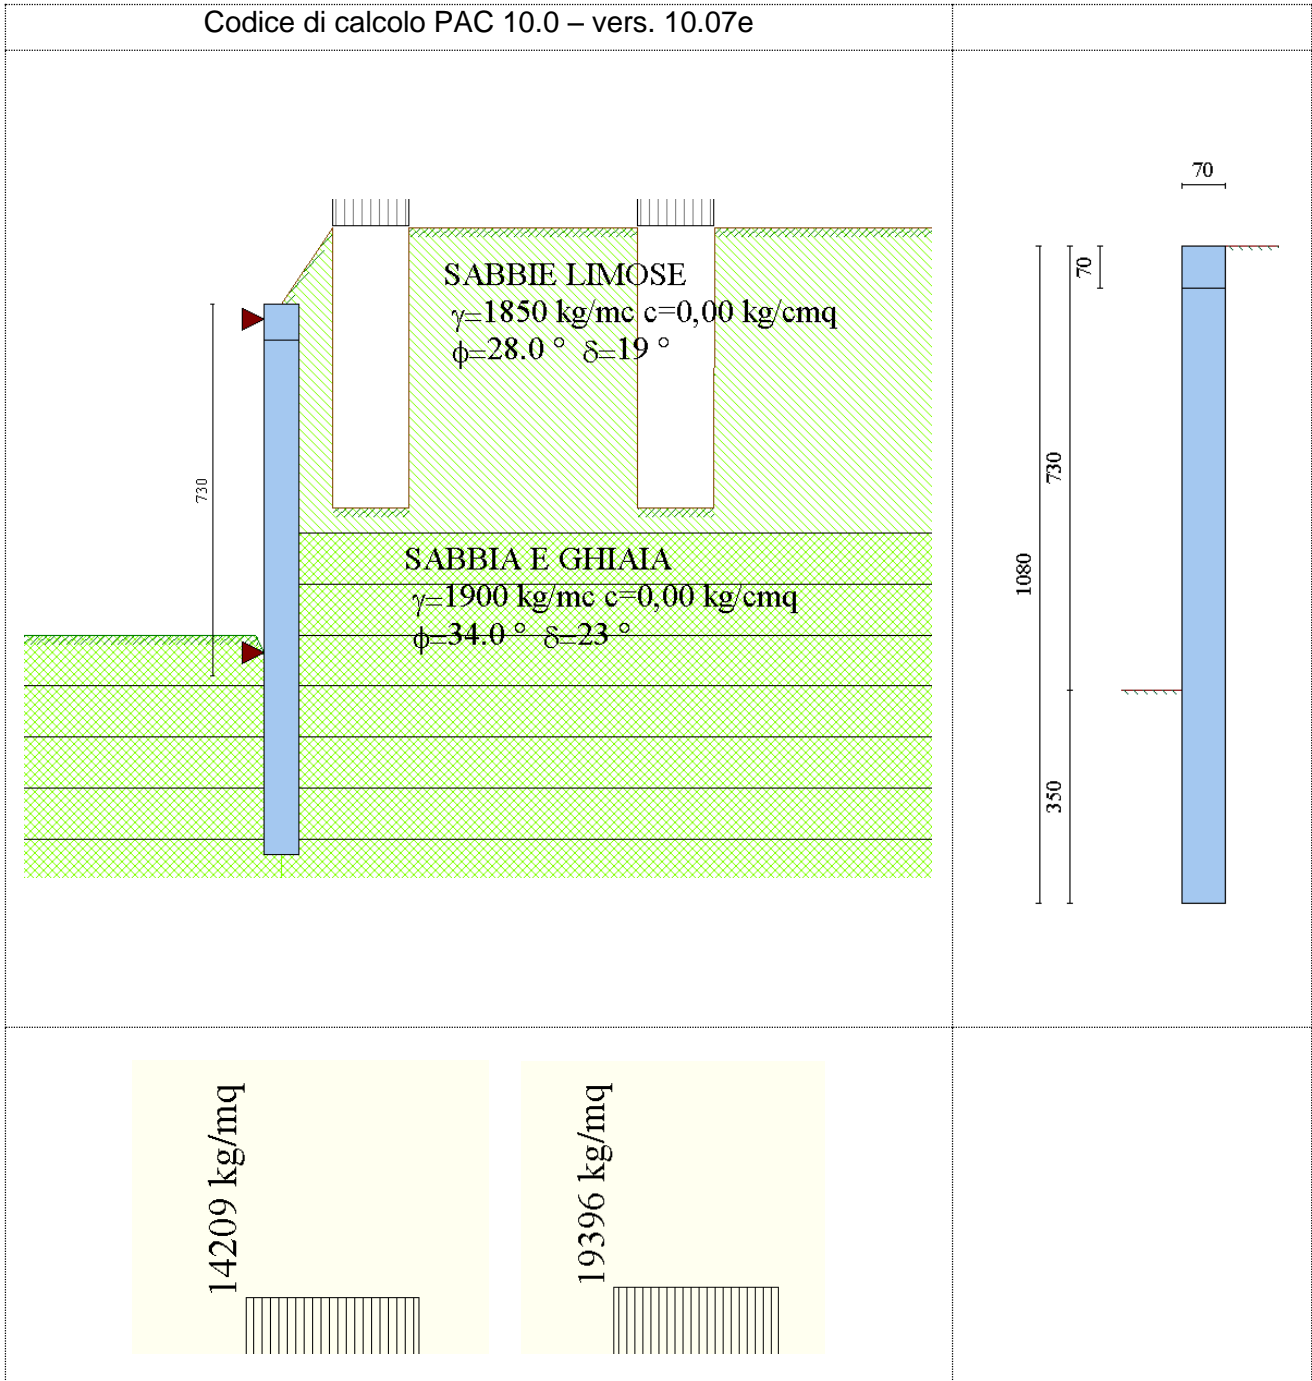 Codice di calcolo PAC 10.0 – vers. 10.07e
SABBIE LIMOSE
γ=1850 kg/mc c=0,00 kg/cmq
ϕ=28.0 ° δ=19 °
730
SABBIA E GHIAIA
γ=1900 kg/mc c=0,00 kg/cmq
ϕ=34.0 ° δ=23 °
70
70
730
1080
350
14209 kg/mq
19396 kg/mq